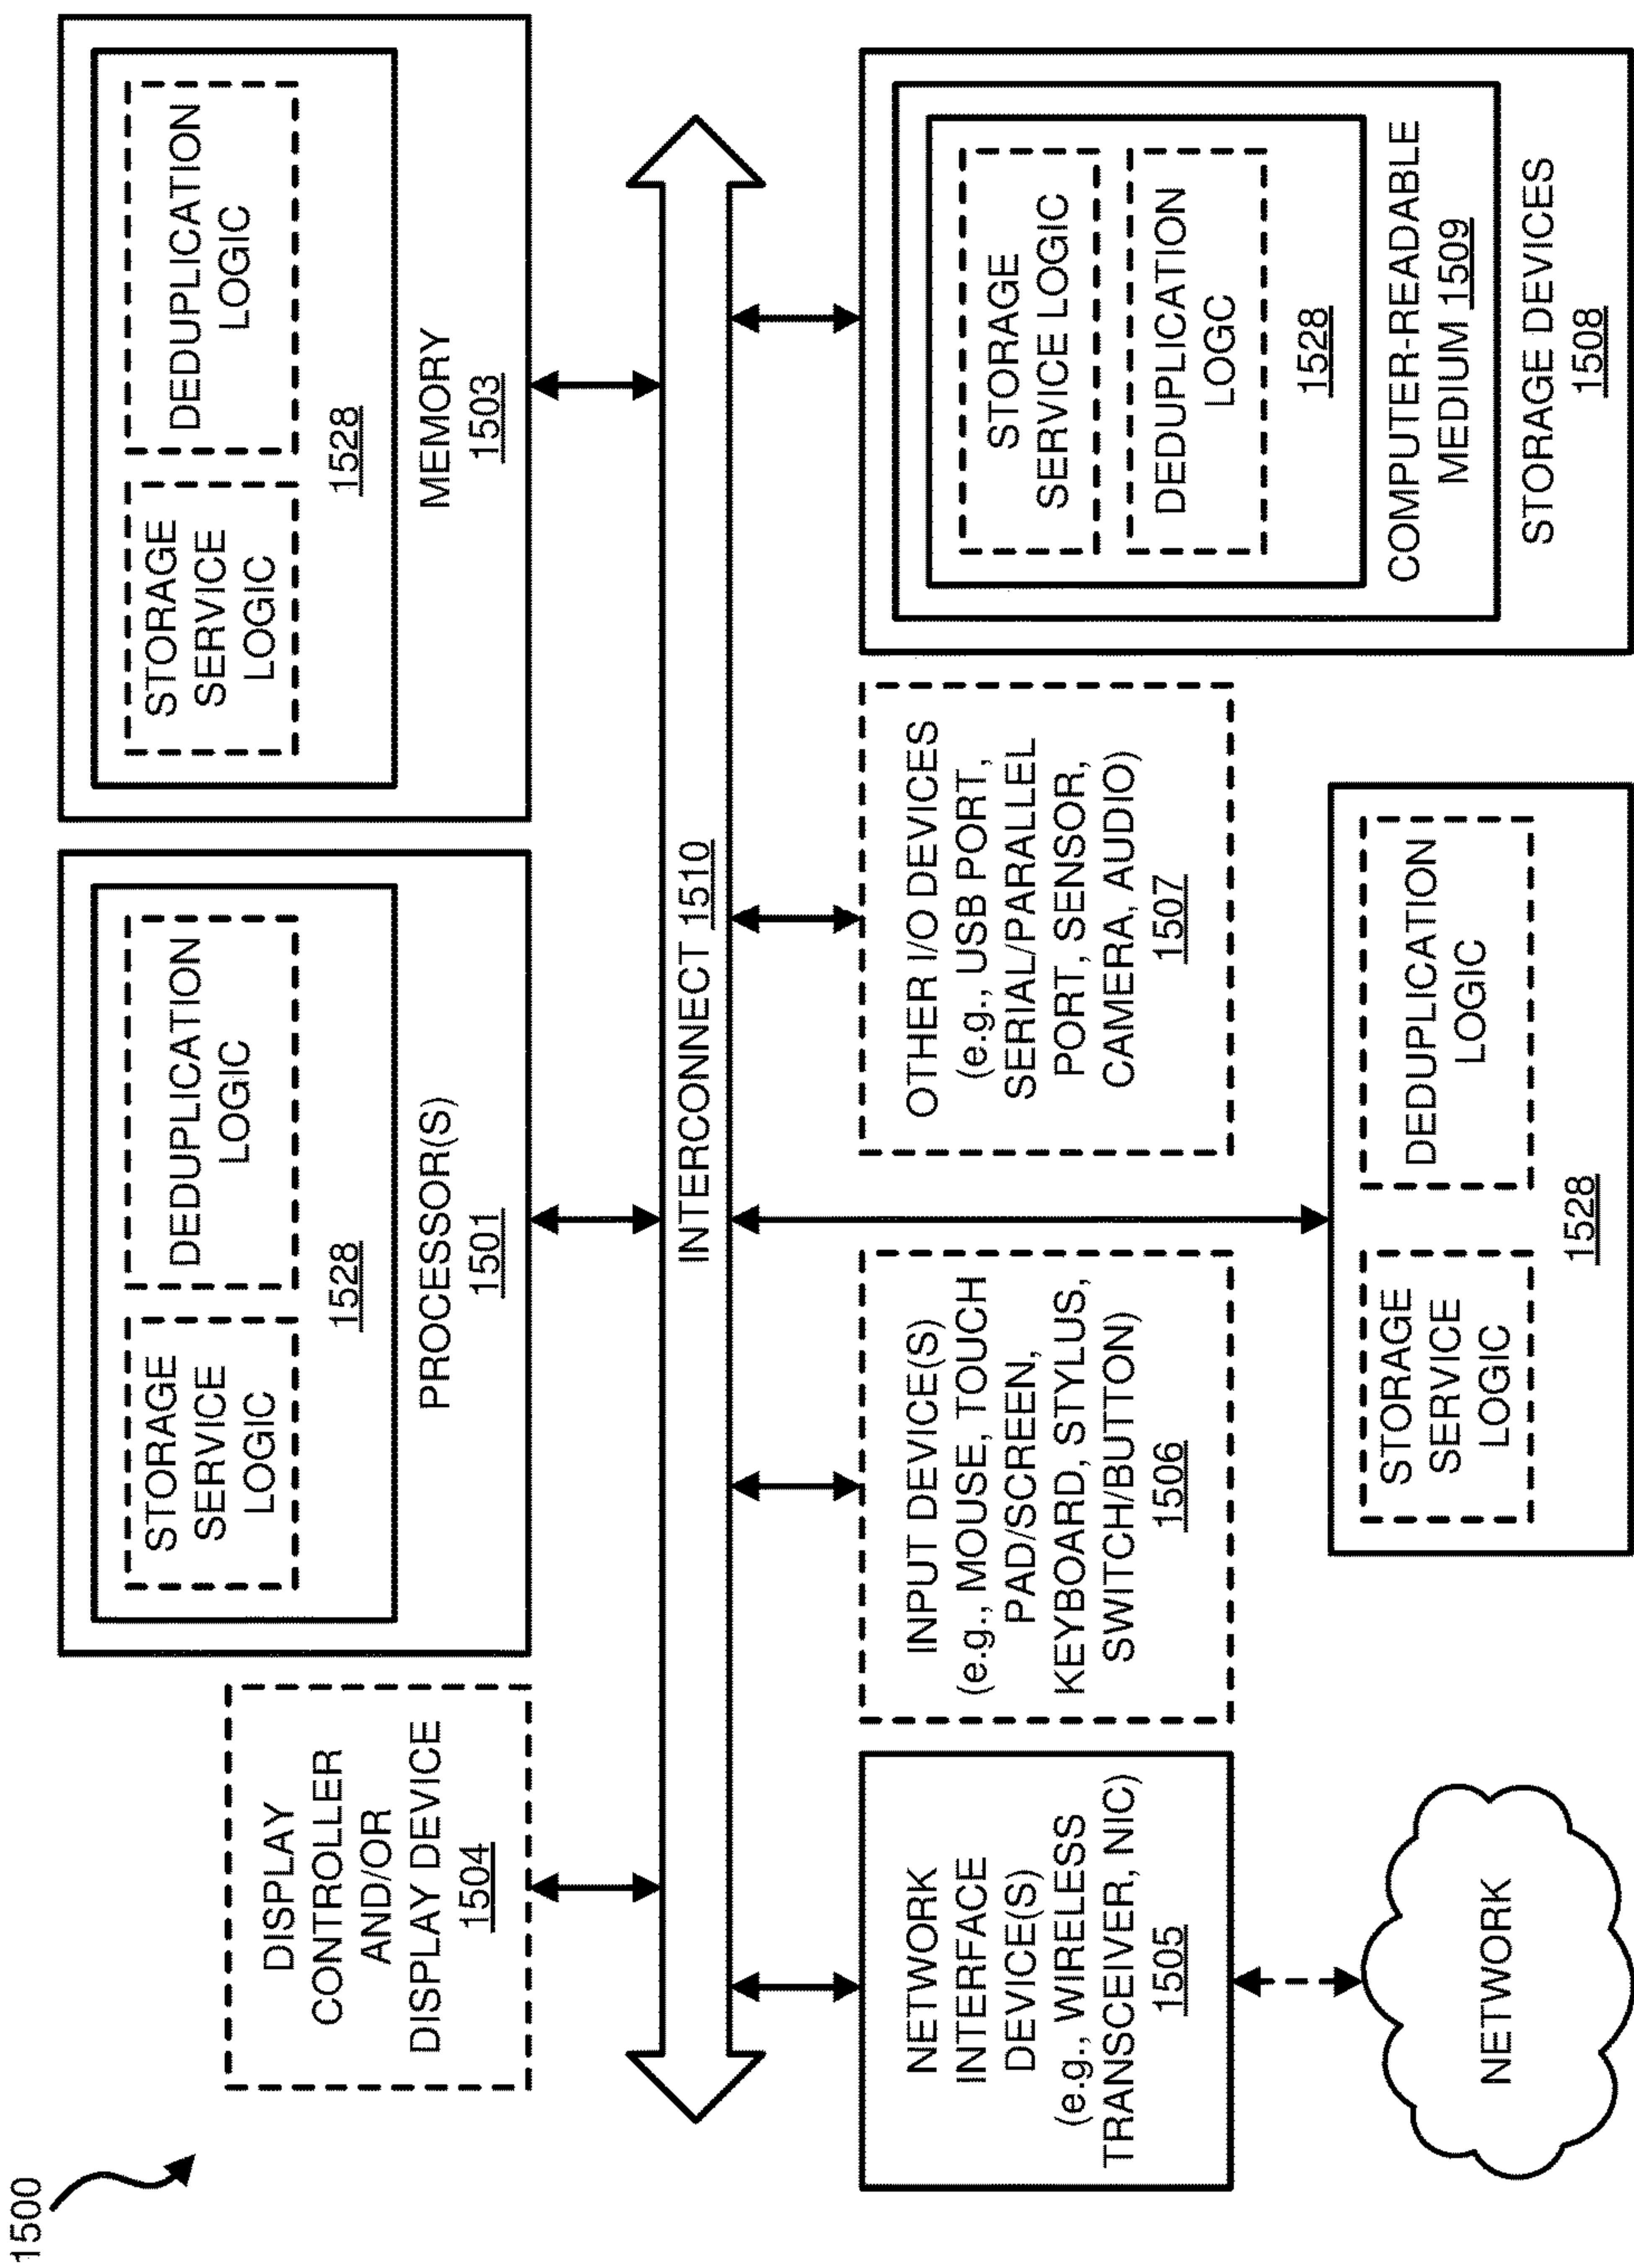 1500
DISPLAY
CONTROLLER
AND/OR
DISPLAY DEVICE
1504
STORAGE
SERVICE
LOGIC
DEDUPLICATION
LOGIC
1528
PROCESSOR(S)
1501
STORAGE
SERVICE
LOGIC
DEDUPLICATION
LOGIC
1528
MEMORY
1503
INTERCONNECT 1510
NETWORK
INTERFACE
DEVICE(S)
(e.g., WIRELESS
TRANSCEIVER, NIC)
1505
INPUT DEVICE(S)
(e.g., MOUSE, TOUCH
PAD/SCREEN,
KEYBOARD, STYLUS,
SWITCH/BUTTON)
1506
OTHER I/O DEVICES
(e.g., USB PORT,
SERIAL/PARALLEL
PORT, SENSOR,
CAMERA, AUDIO)
1507
STORAGE
SERVICE LOGIC
DEDUPLICATION
LOGC
1528
COMPUTER-READABLE
MEDIUM 1509
STORAGE DEVICES
1508
NETWORK
STORAGE
SERVICE
LOGIC
DEDUPLICATION
LOGIC
1528